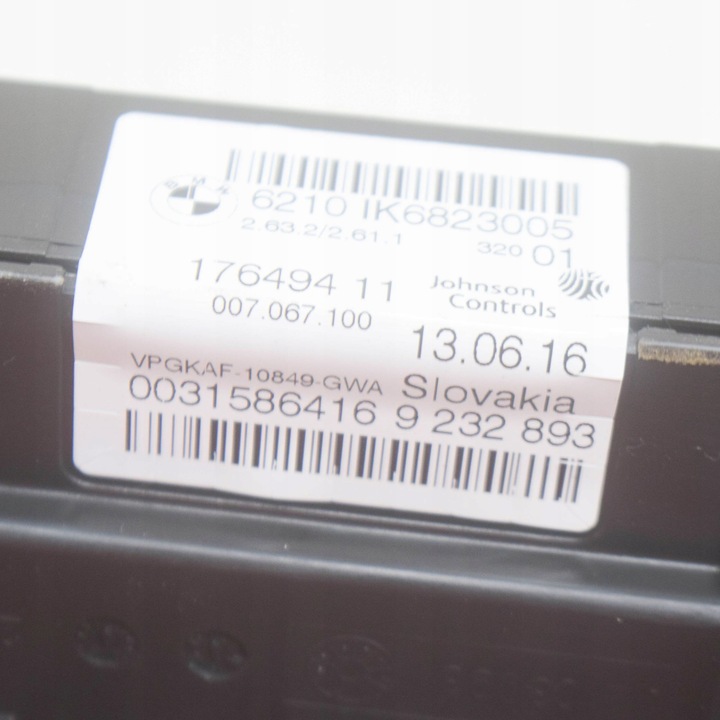 BMW
6210 IK6823005
2.63.2/2.61.1 320 01
176494 11 Johnson
007.067.100 Controls
13.06.16
VPGKAF-10849-GWA Slovakia
0031586416 9 232 893